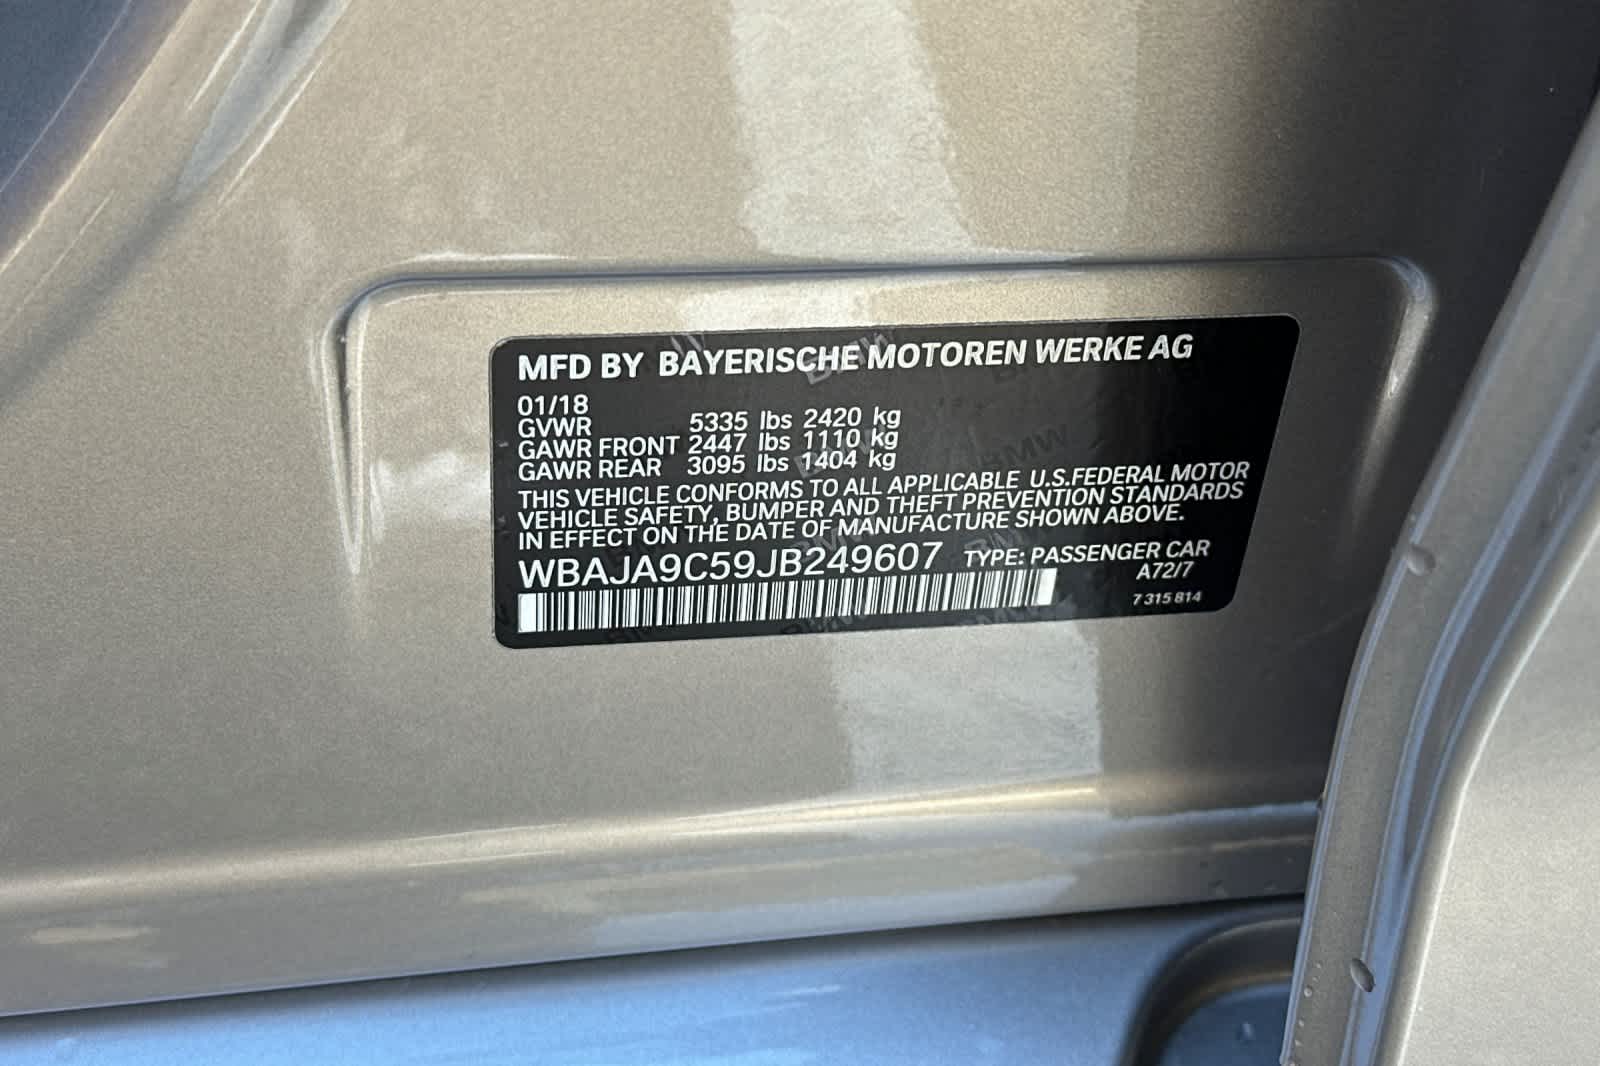 MFD BY BAYERISCHE MOTOREN WERKE AG
01/18
GVWR 5335 lbs 2420 kg
GAWR FRONT 2447 lbs 1110 kg
GAWR REAR 3095 lbs 1404 kg
THIS VEHICLE CONFORMS TO ALL APPLICABLE U.S.FEDERAL MOTOR
VEHICLE SAFETY, BUMPER AND THEFT PREVENTION STANDARDS
IN EFFECT ON THE DATE OF MANUFACTURE SHOWN ABOVE.
WBAJA9C59JB249607 TYPE: PASSENGER CAR
A72/7
7 315 814